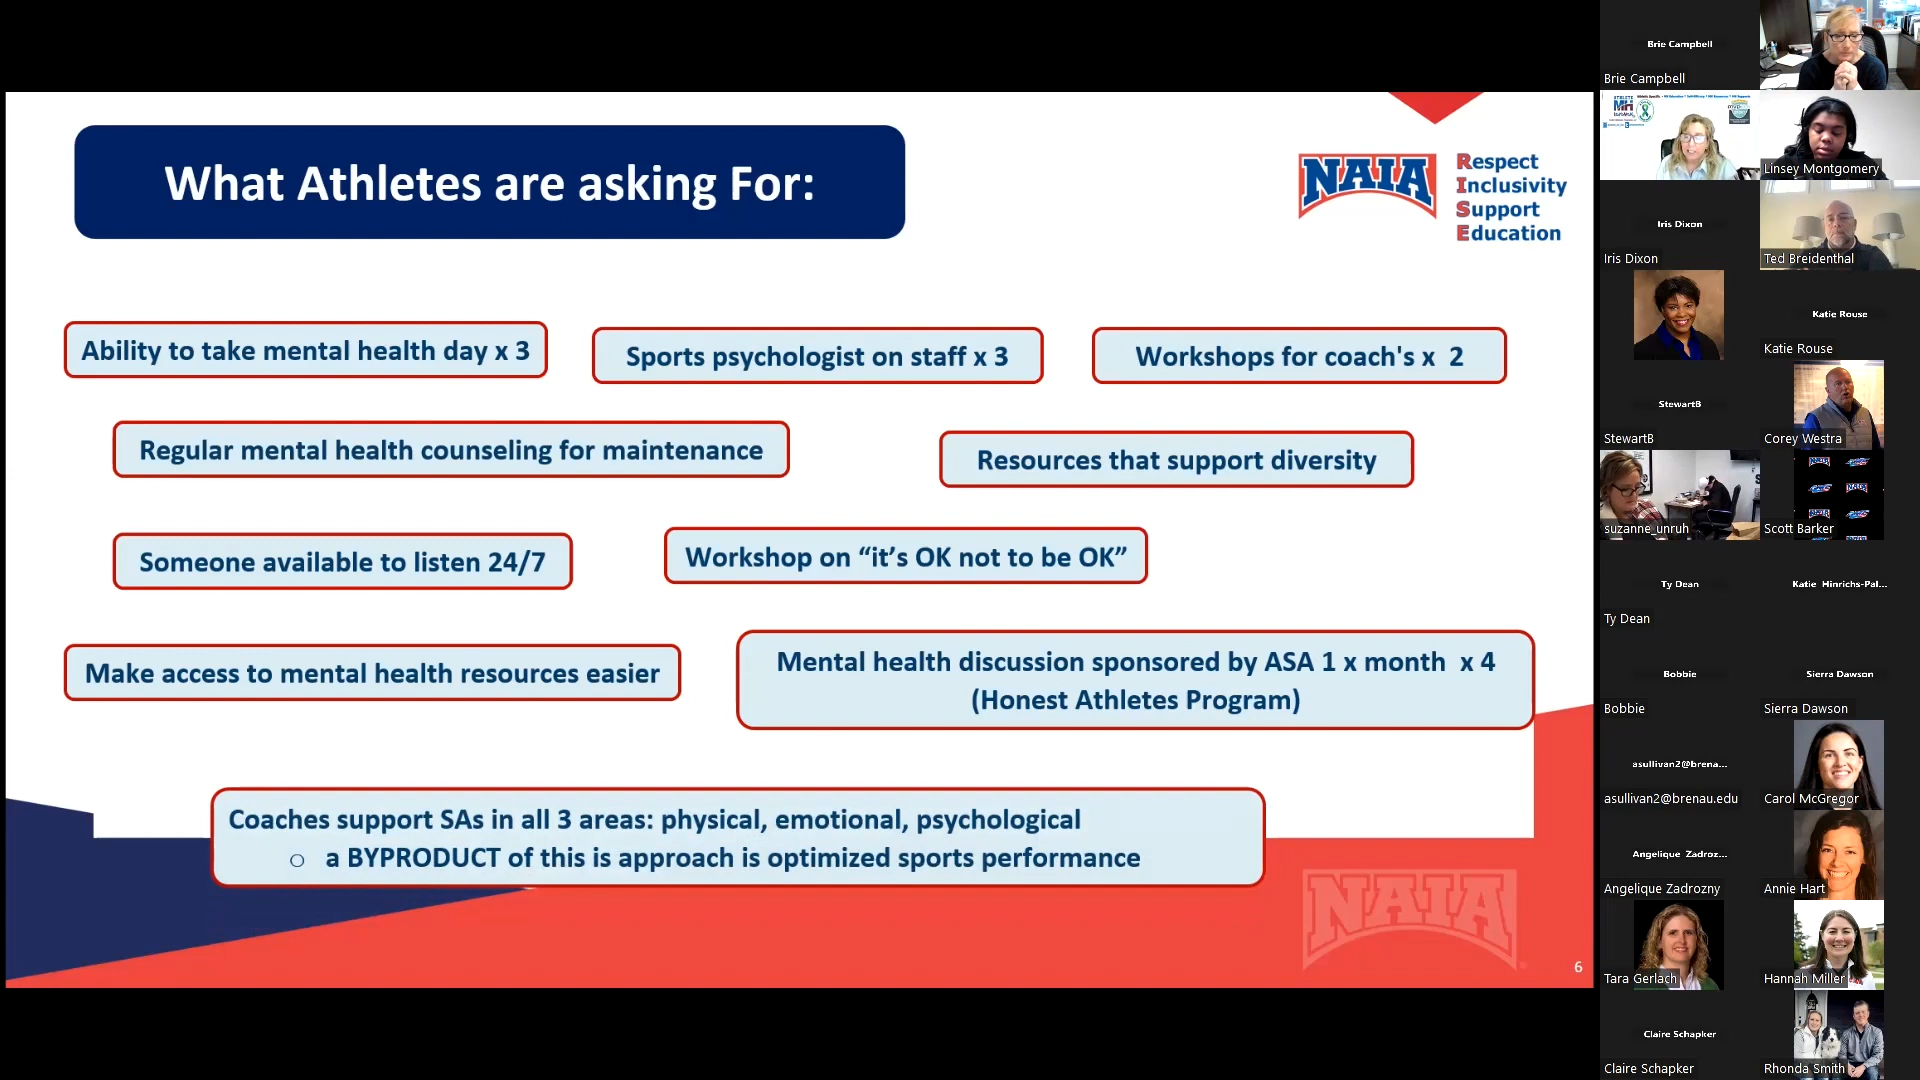 What Athletes are asking For:
NAIA
Respect
Inclusivity
Support
Education
Ability to take mental health day x 3
Sports psychologist on staff x 3
Workshops for coach's x 2
Regular mental health counseling for maintenance
Resources that support diversity
Someone available to listen 24/7
Workshop on “it’s OK not to be OK”
Make access to mental health resources easier
Mental health discussion sponsored by ASA 1 x month x 4
(Honest Athletes Program)
Coaches support SAs in all 3 areas: physical, emotional, psychological
o a BYPRODUCT of this is approach is optimized sports performance
NAIA
6
Brie Campbell
Brie Campbell
MH
Linsey Montgomery
Iris Dixon
Iris Dixon
Ted Breidenthal
Katie Rouse
Katie Rouse
StewartB
StewartB
Corey Westra
suzanne_unruh
NAIA
NAIA
NAIA
Scott Barker
Ty Dean
Ty Dean
Katie Hinrichs-Pal...
Bobbie
Bobbie
Sierra Dawson
Sierra Dawson
asullivan2@brena...
asullivan2@brenau.edu
Carol McGregor
Angelique Zadroz...
Angelique Zadrozny
Annie Hart
Tara Gerlach
Hannah Miller
Claire Schapker
Claire Schapker
Rhonda Smith